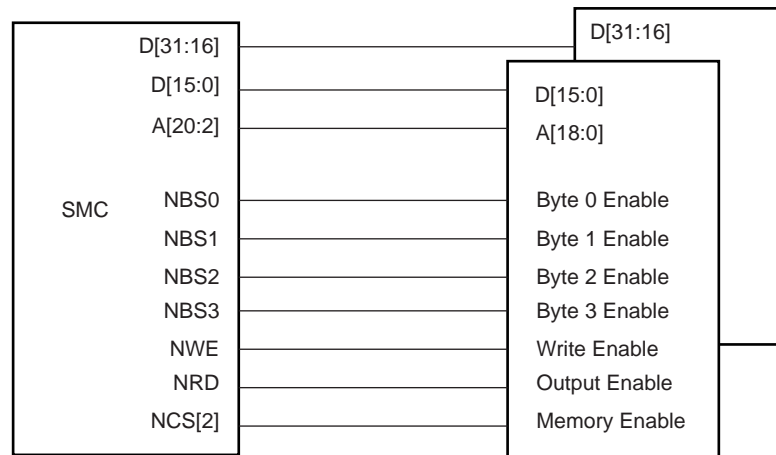 D[31:16] D[31:16]
D[15:0] D[15:0]
A[20:2] A[18:0]
SMC
NBS0 Byte 0 Enable
NBS1 Byte 1 Enable
NBS2 Byte 2 Enable
NBS3 Byte 3 Enable
NWE Write Enable
NRD Output Enable
NCS[2] Memory Enable